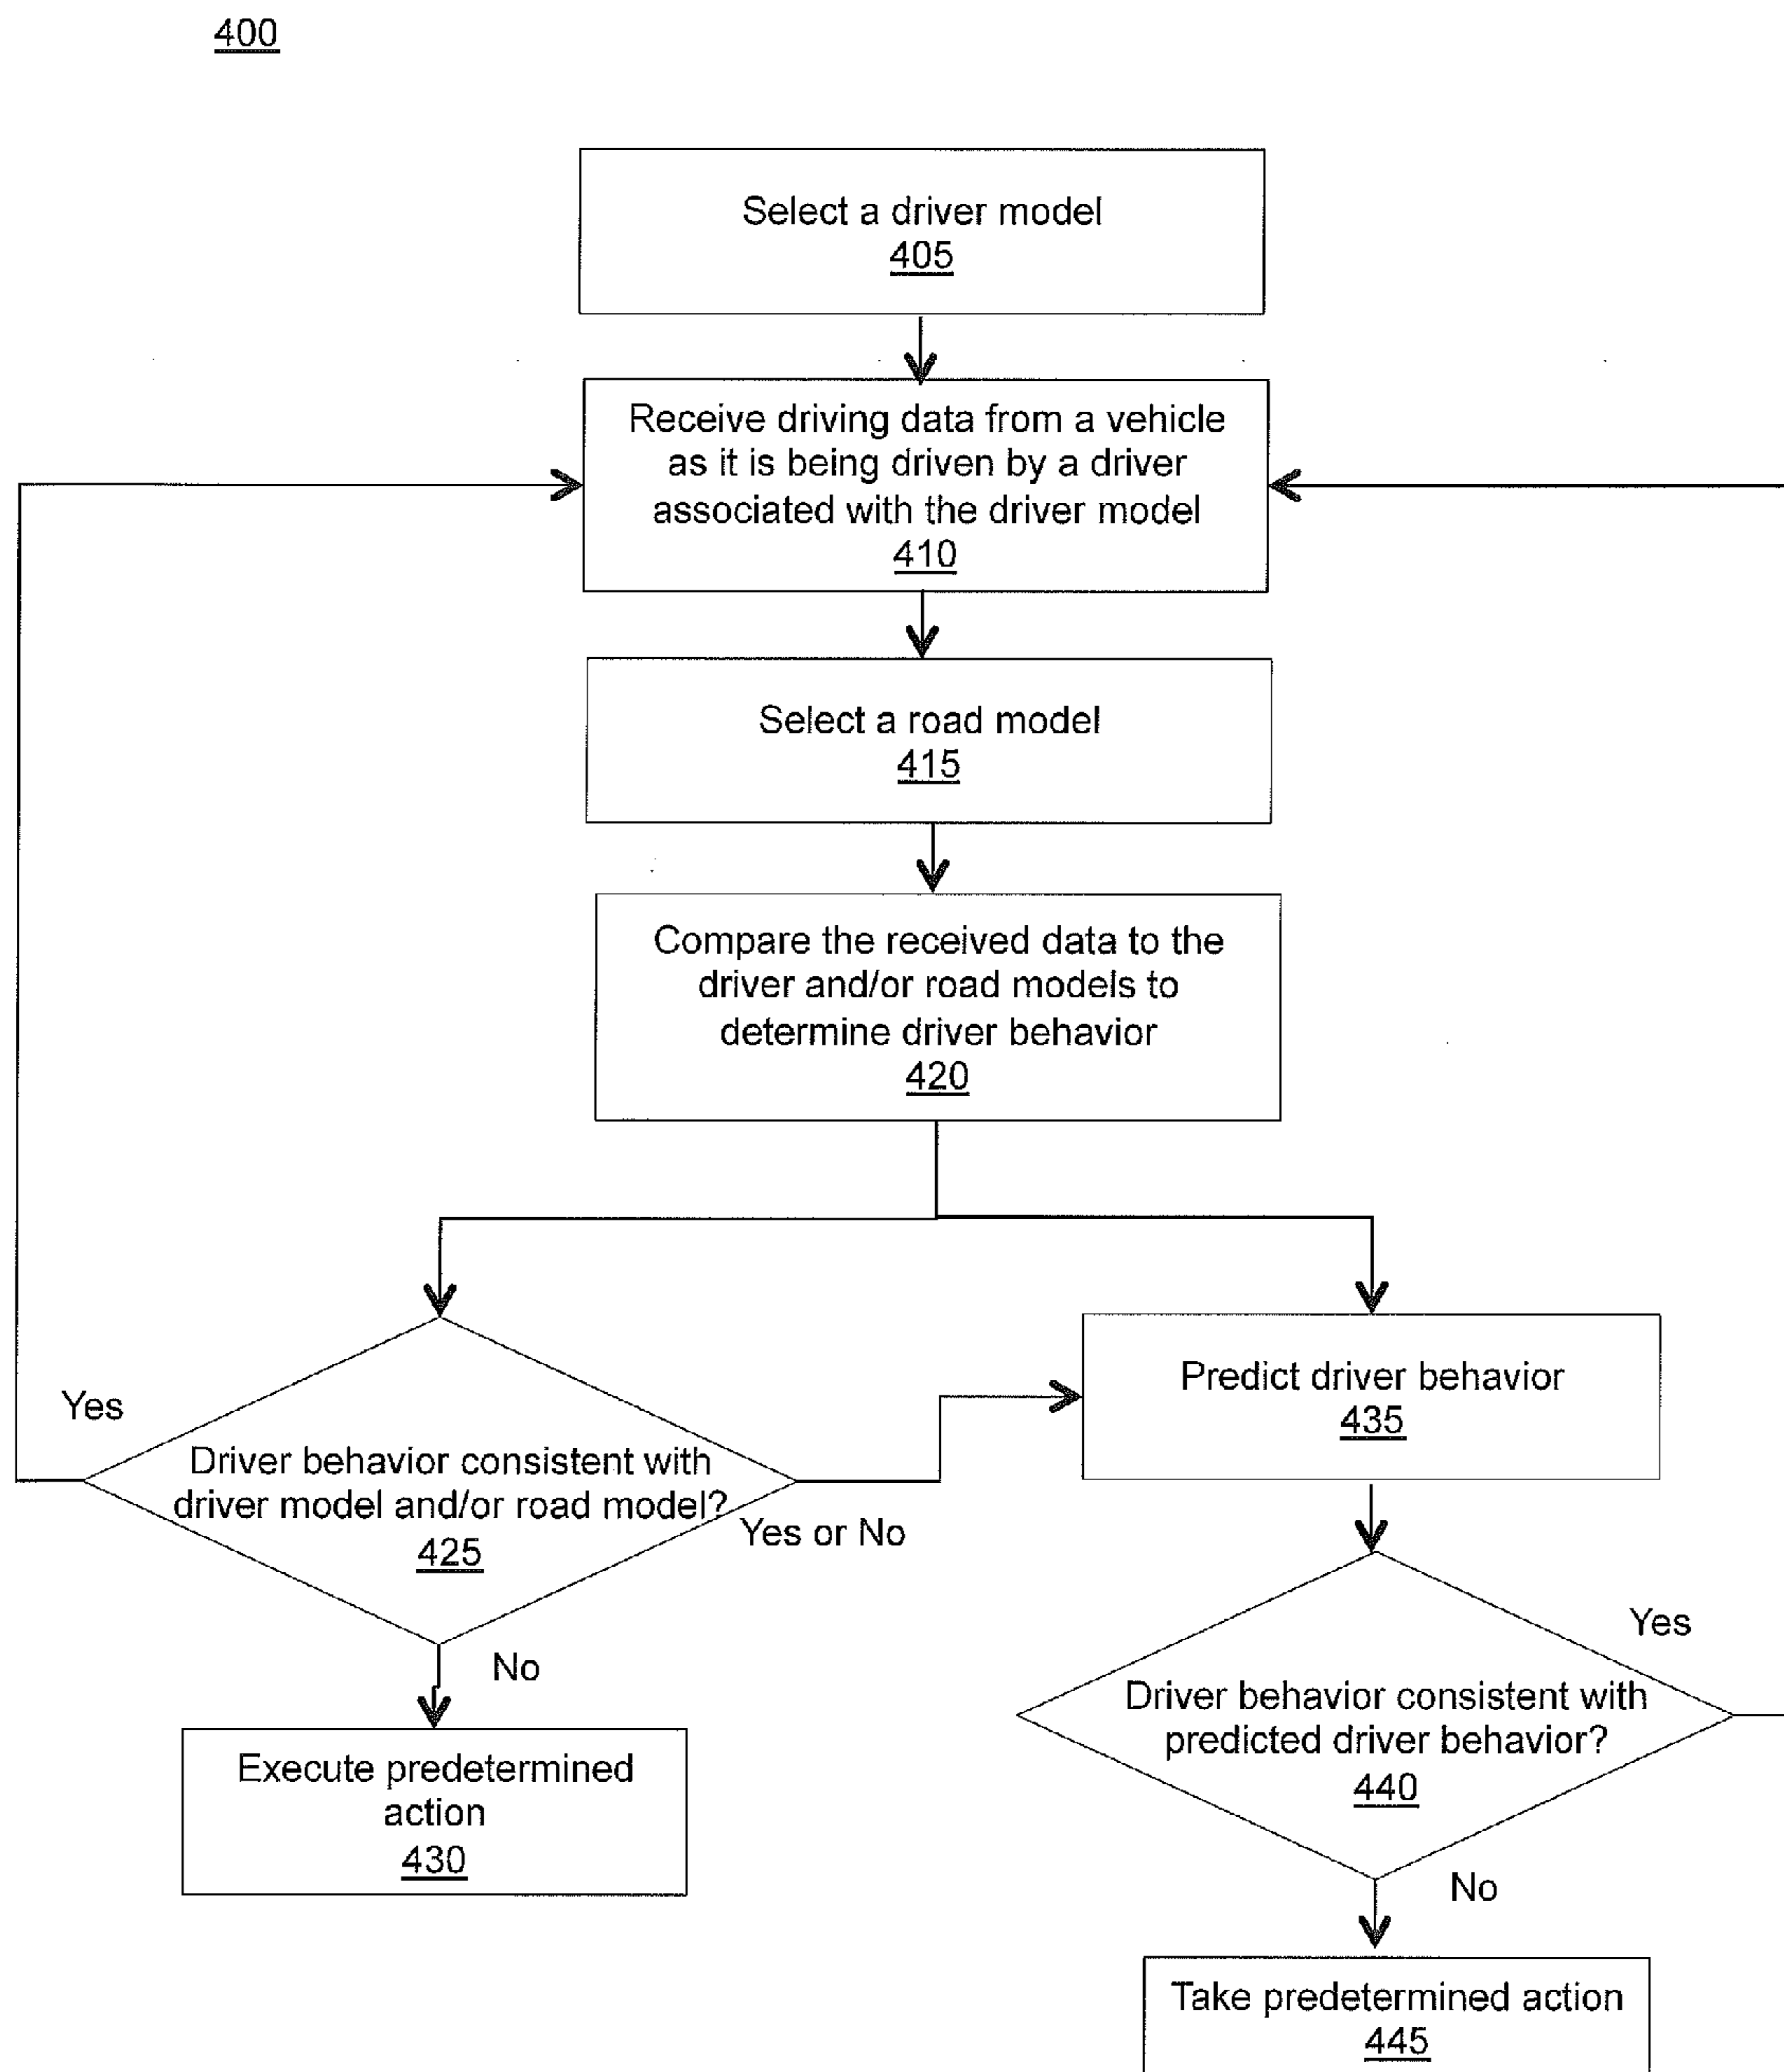 400
Select a driver model
405
Receive driving data from a vehicle
as it is being driven by a driver
associated with the driver model
410
Select a road model
415
Compare the received data to the
driver and/or road models to
determine driver behavior
420
Yes
Driver behavior consistent with
driver model and/or road model?
425
Yes or No
No
Execute predetermined
action
430
Predict driver behavior
435
Yes
Driver behavior consistent with
predicted driver behavior?
440
No
Take predetermined action
445